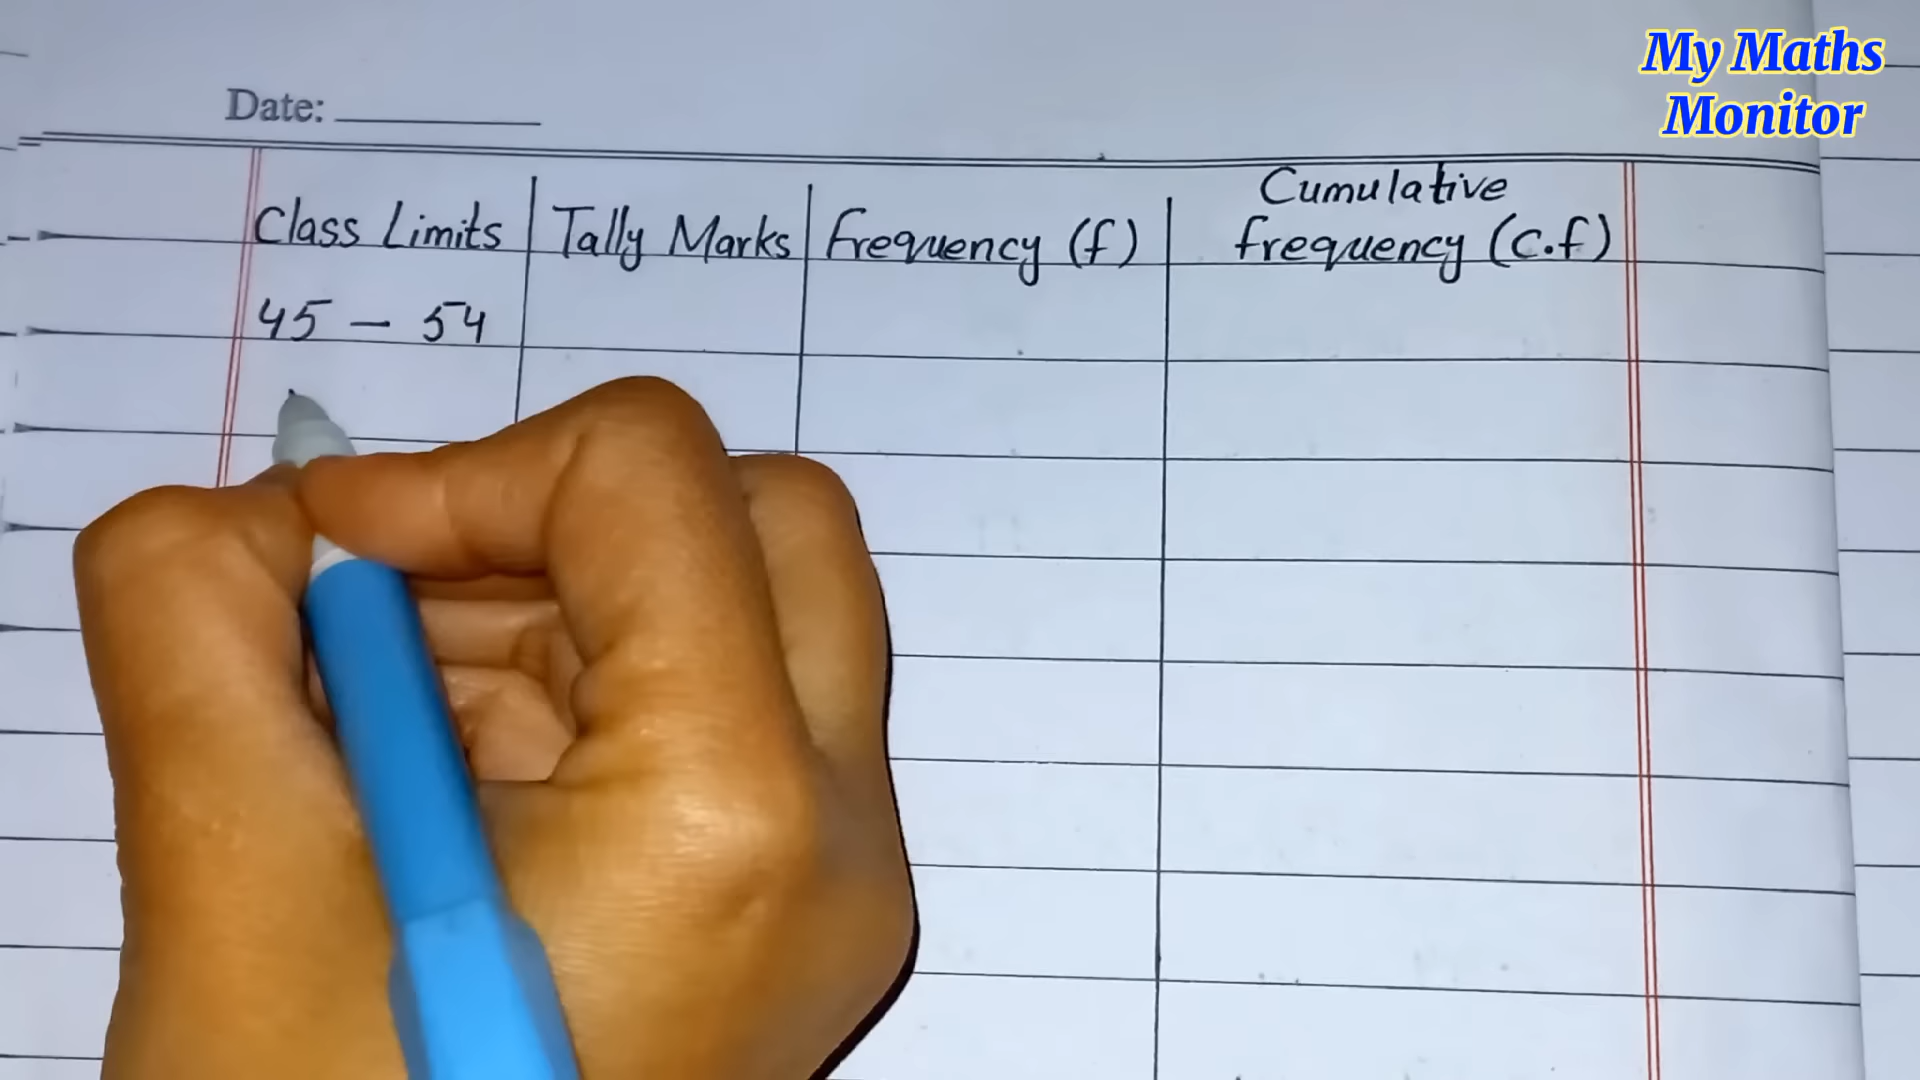 My Maths
Monitor
Date:
Class Limits Tally Marks Frequency (f) Cumulative frequency (c.f)
45 – 54